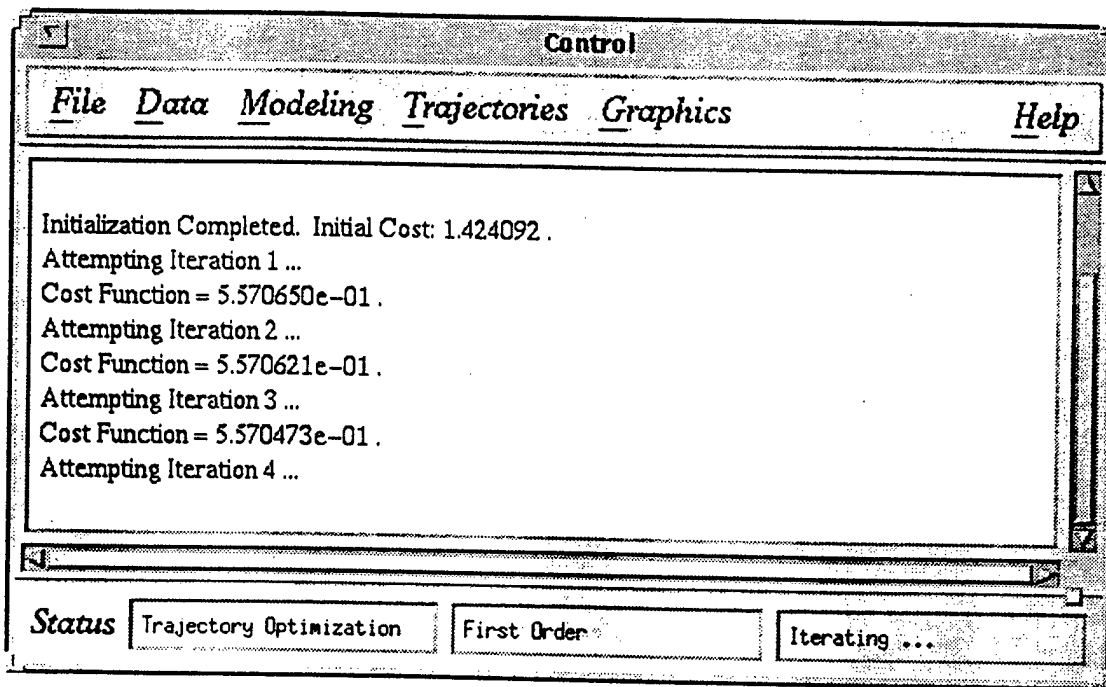 Control
File Data Modeling Trajectories Graphics Help
Initialization Completed. Initial Cost: 1.424092 .
Attempting Iteration 1 ...
Cost Function = 5.570650e–01 .
Attempting Iteration 2 ...
Cost Function = 5.570621e–01 .
Attempting Iteration 3 ...
Cost Function = 5.570473e–01 .
Attempting Iteration 4 ...
Status Trajectory Optimization First Order Iterating ...